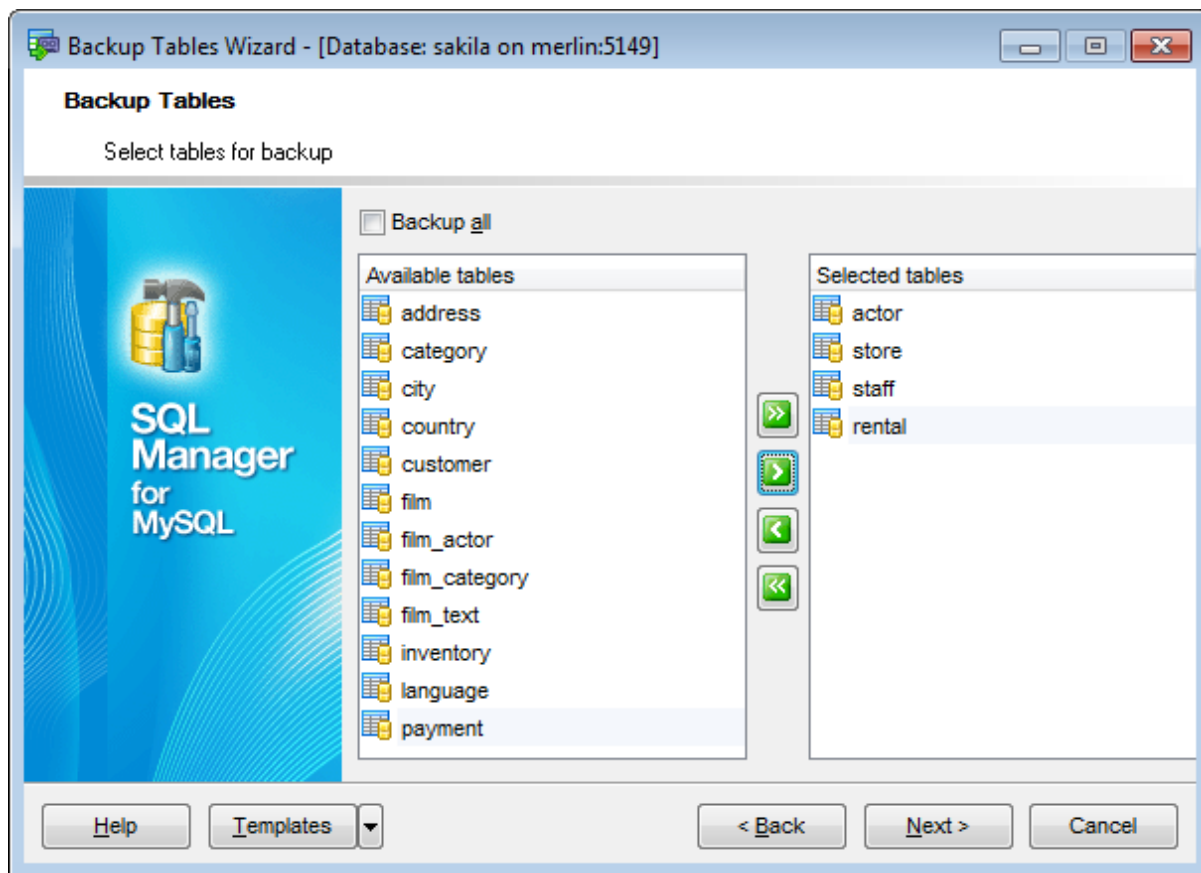 Backup Tables Wizard - [Database: sakila on merlin:5149]
Backup Tables
Select tables for backup
Backup all
Available tables
address
category
city
country
customer
film
film_actor
film_category
film_text
inventory
language
payment
Selected tables
actor
store
staff
rental
SQL
Manager
for
MySQL
Help
Templates
< Back
Next >
Cancel